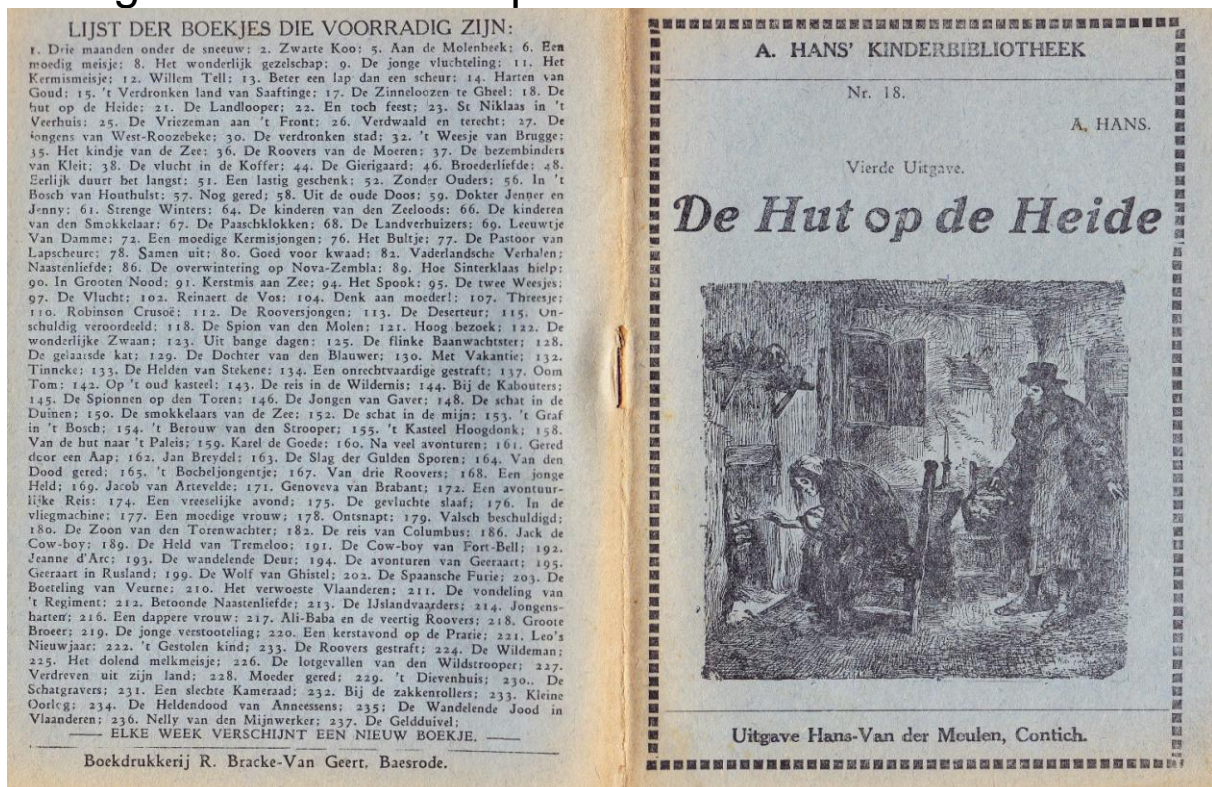 LIJST DER BOEKJES DIE VOORRADIG ZIJN:
1. Drie maanden onder de sneeuw; 2. Zwarte Koo; 5. Aan de Molenbeek; 6. Een
moedig meisje; 8. Het wonderlijk gezelschap; 9. De jonge vluchteling; 11. Het
Kermismeisje; 12. Willem Tell; 13. Beter een lap dan een scheur; 14. Harten van
Goud; 15. 't Verdronken land van Saaftinge; 17. De Zinneloozen te Gheel; 18. De
hut op de Heide; 21. De Landlooper; 22. En toch feest; 23. St Niklaas in 't
Veerhuis; 25. De Vriezeman aan 't Front; 26. Verdwaald en terecht; 27. De
jongens van West-Roozebeke; 30. De verdronken stad; 32. 't Weesje van Brugge;
35. Het kindje van de Zee; 36. De Roovers van de Moeren; 37. De bezembinders
van Kleit; 38. De vlucht in de Koffer; 44. De Gierigaard; 46. Broederliefde; 48.
Eerlijk duurt het langst; 51. Een lastig geschenk; 52. Zonder Ouders; 56. In 't
Bosch van Houthulst; 57. Nog gered; 58. Uit de oude Doos; 59. Dokter Jenner en
Jenny; 61. Strenge Winters; 64. De kinderen van den Zeeloods; 66. De kinderen
van den Smokkelaar; 67. De Paaschklokken; 68. De Landverhuizers; 69. Leeuwtje
Van Damme; 72. Een moedige Kermisjongen; 76. Het Bultje; 77. De Pastoor van
Lapscheure; 78. Samen uit; 80. Goed voor kwaad; 82. Vaderlandsche Verhalen;
Naastenliefde; 86. De overwintering op Nova-Zembla; 89. Hoe Sinterklaas hielp;
90. In Grooten Nood; 91. Kerstmis aan Zee; 94. Het Spook; 95. De twee Weesjes;
97. De Vlucht; 102. Reinaert de Vos; 104. Denk aan moeder!; 107. Threesje;
110. Robinson Crusoë; 112. De Rooversjongen; 113. De Deserteur; 115. On-
schuldig veroordeeld; 118. De Spion van den Molen; 121. Hoog bezoek; 122. De
wonderlijke Zwaan; 123. Uit bange dagen; 125. De flinke Baanwachtster; 128.
De gelaarsde kat; 129. De Dochter van den Blauwer; 130. Met Vakantie; 132.
Tinneke; 133. De Helden van Stekene; 134. Een onrechtvaardige gestraft; 137. Oom
Tom; 142. Op 't oud kasteel; 143. De reis in de Wildernis; 144. Bij de Kabouters;
145. De Spionnen op den Toren; 146. De Jongen van Gaver; 148. De schat in de
Duinen; 150. De smokkelaars van de Zee; 152. De schat in de mijn; 153. 't Graf
in 't Bosch; 154. 't Berouw van den Strooper; 155. 't Kasteel Hoogdonk; 158.
Van de hut naar 't Paleis; 159. Karel de Goede; 160. Na veel avonturen; 161. Gered
door een Aap; 162. Jan Breydel; 163. De Slag der Gulden Sporen; 164. Van den
Dood gered; 165. 't Bocheljongentje; 167. Van drie Roovers; 168. Een jonge
Held; 169. Jacob van Artevelde; 171. Genoveva van Brabant; 172. Een avontuur-
lijke Reis; 174. Een vreeselijke avond; 175. De gevluchte slaaf; 176. In de
vliegmachine; 177. Een moedige vrouw; 178. Ontsnapt; 179. Valsch beschuldigd;
180. De Zoon van den Torenwachter; 182. De reis van Columbus; 186. Jack de
Cow-boy; 189. De Held van Tremeloo; 191. De Cow-boy van Fort-Bell; 192.
Jeanne d'Arc; 193. De wandelende Deur; 194. De avonturen van Geeraart; 195.
Geeraart in Rusland; 199. De Wolf van Ghistel; 202. De Spaansche Furie; 203. De
Boeteling van Veurne; 210. Het verwoeste Vlaanderen; 211. De vondeling van
't Regiment; 212. Betoonde Naastenliefde; 213. De IJslandvaarders; 214. Jongens-
harten; 216. Een dappere vrouw; 217. Ali-Baba en de veertig Roovers; 218. Groote
Broer; 219. De jonge verstooteling; 220. Een kerstavond op de Prarie; 221. Leo's
Nieuwjaar; 222. 't Gestolen kind; 233. De Roovers gestraft; 224. De Wildeman;
225. Het dolend melkmeisje; 226. De lotgevallen van den Wildstrooper; 227.
Verdreven uit zijn land; 228. Moeder gered; 229. 't Dievenhuis; 230.. De
Schatgravers; 231. Een slechte Kameraad; 232. Bij de zakkenrollers; 233. Kleine
Oorlog; 234. De Heldendood van Anneessens; 235; De Wandelende Jood in
Vlaanderen; 236. Nelly van den Mijnwerker; 237. De Geldduivel;
—— ELKE WEEK VERSCHIJNT EEN NIEUW BOEKJE. ——
Boekdrukkerij R. Bracke-Van Geert, Baesrode.
A. HANS' KINDERBIBLIOTHEEK
Nr. 18.
A. HANS.
Vierde Uitgave.
De Hut op de Heide
Uitgave Hans-Van der Meulen, Contich.